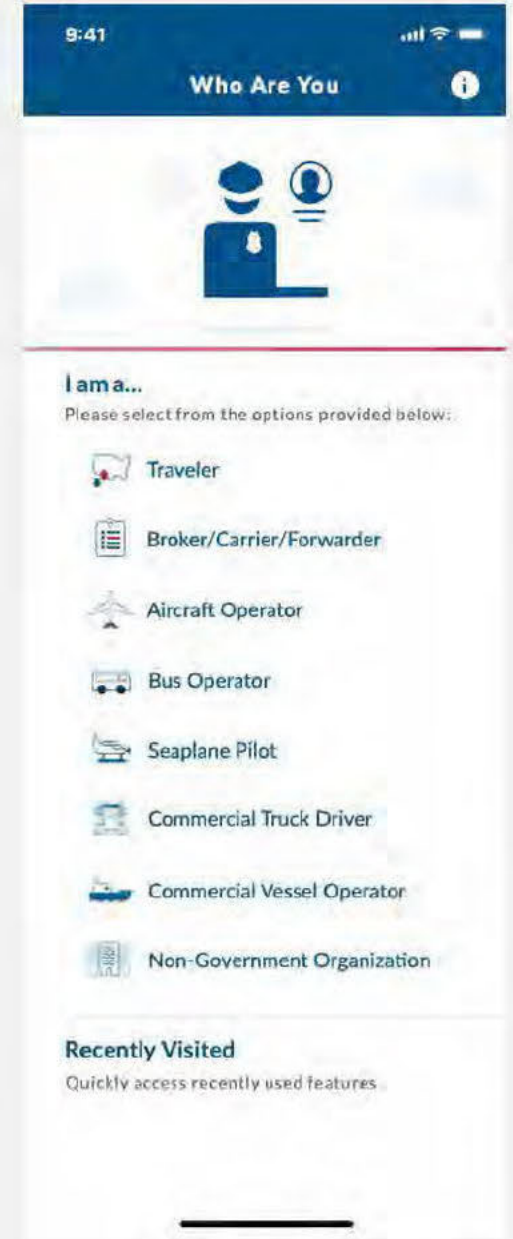 9:41
Who Are You
I am a...
Please select from the options provided below:
Traveler
Broker/Carrier/Forwarder
Aircraft Operator
Bus Operator
Seaplane Pilot
Commercial Truck Driver
Commercial Vessel Operator
Non-Government Organization
Recently Visited
Quickly access recently used features